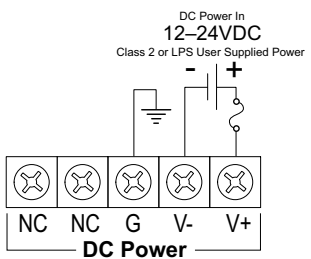 DC Power In
12–24VDC
Class 2 or LPS User Supplied Power
- +
NC NC G V- V+
DC Power